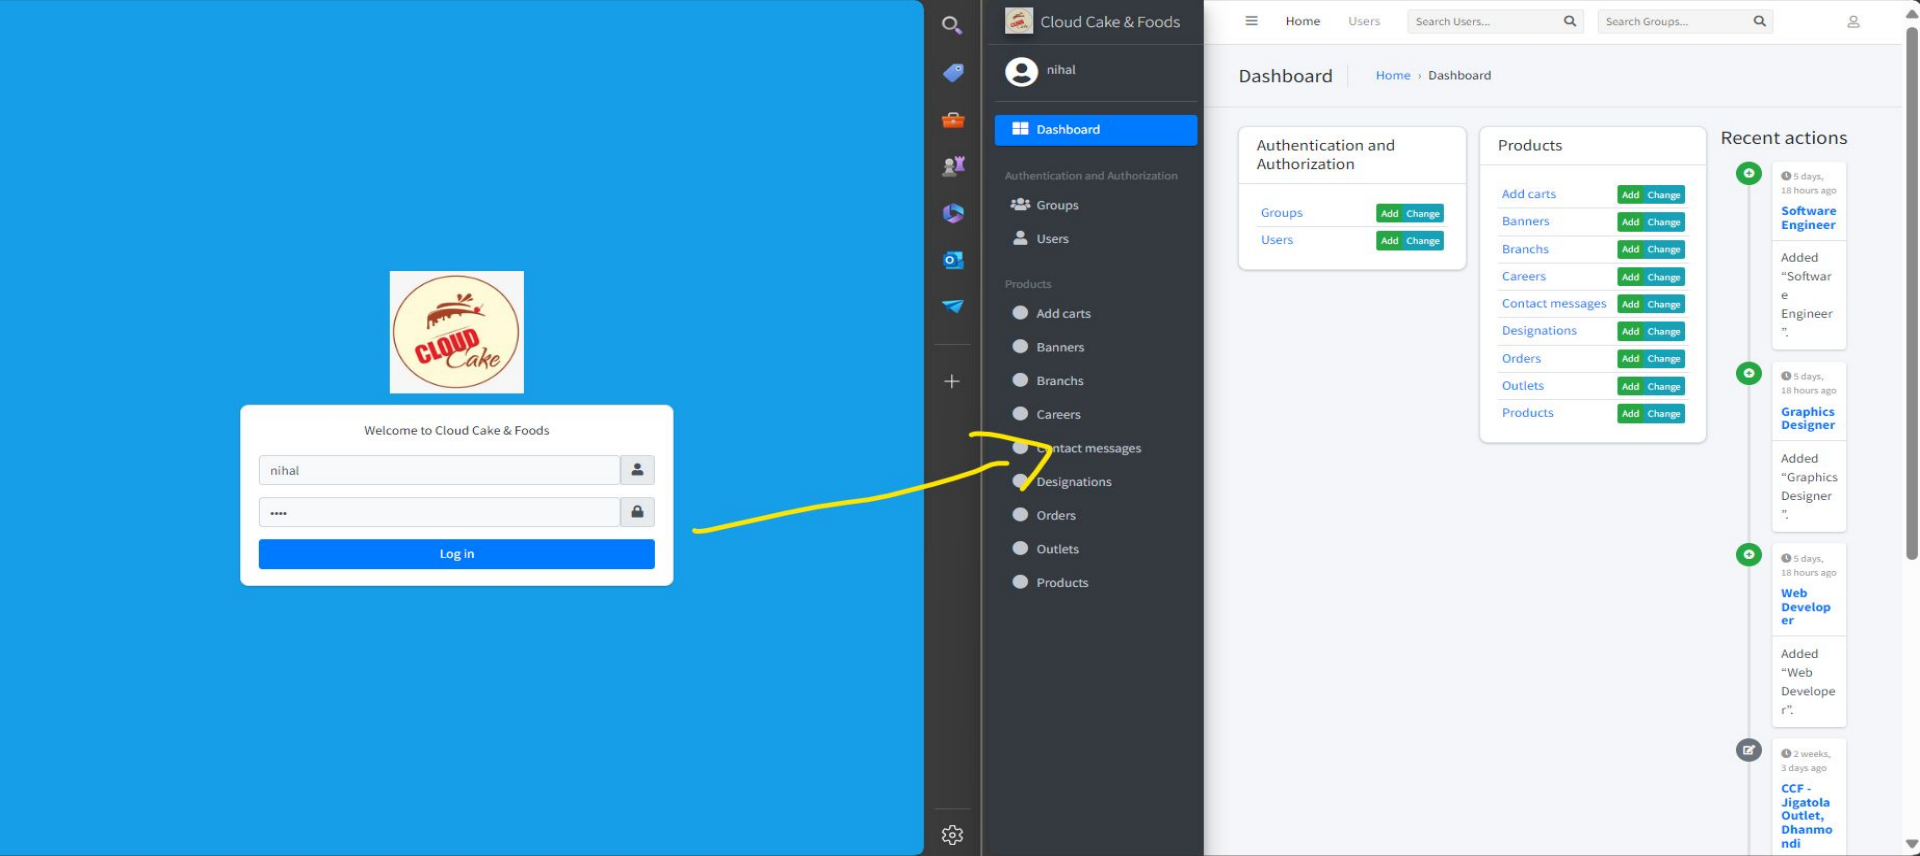 CLOUD
Cake
Welcome to Cloud Cake & Foods
nihal
••••
Log in
Cloud Cake & Foods
nihal
Dashboard
Authentication and Authorization
Groups
Users
Products
Add carts
Banners
Branchs
Careers
Contact messages
Designations
Orders
Outlets
Products
Home
Users
Search Users...
Search Groups...
Dashboard
Home › Dashboard
Authentication and
Authorization
Groups Add Change
Users Add Change
Products
Add carts Add Change
Banners Add Change
Branchs Add Change
Careers Add Change
Contact messages Add Change
Designations Add Change
Orders Add Change
Outlets Add Change
Products Add Change
Recent actions
5 days,
18 hours ago
Software
Engineer
Added
“Softwar
e
Engineer
”.
5 days,
18 hours ago
Graphics
Designer
Added
“Graphics
Designer
”.
5 days,
18 hours ago
Web
Develop
er
Added
“Web
Develope
r”.
2 weeks,
3 days ago
CCF -
Jigatola
Outlet,
Dhanmo
ndi